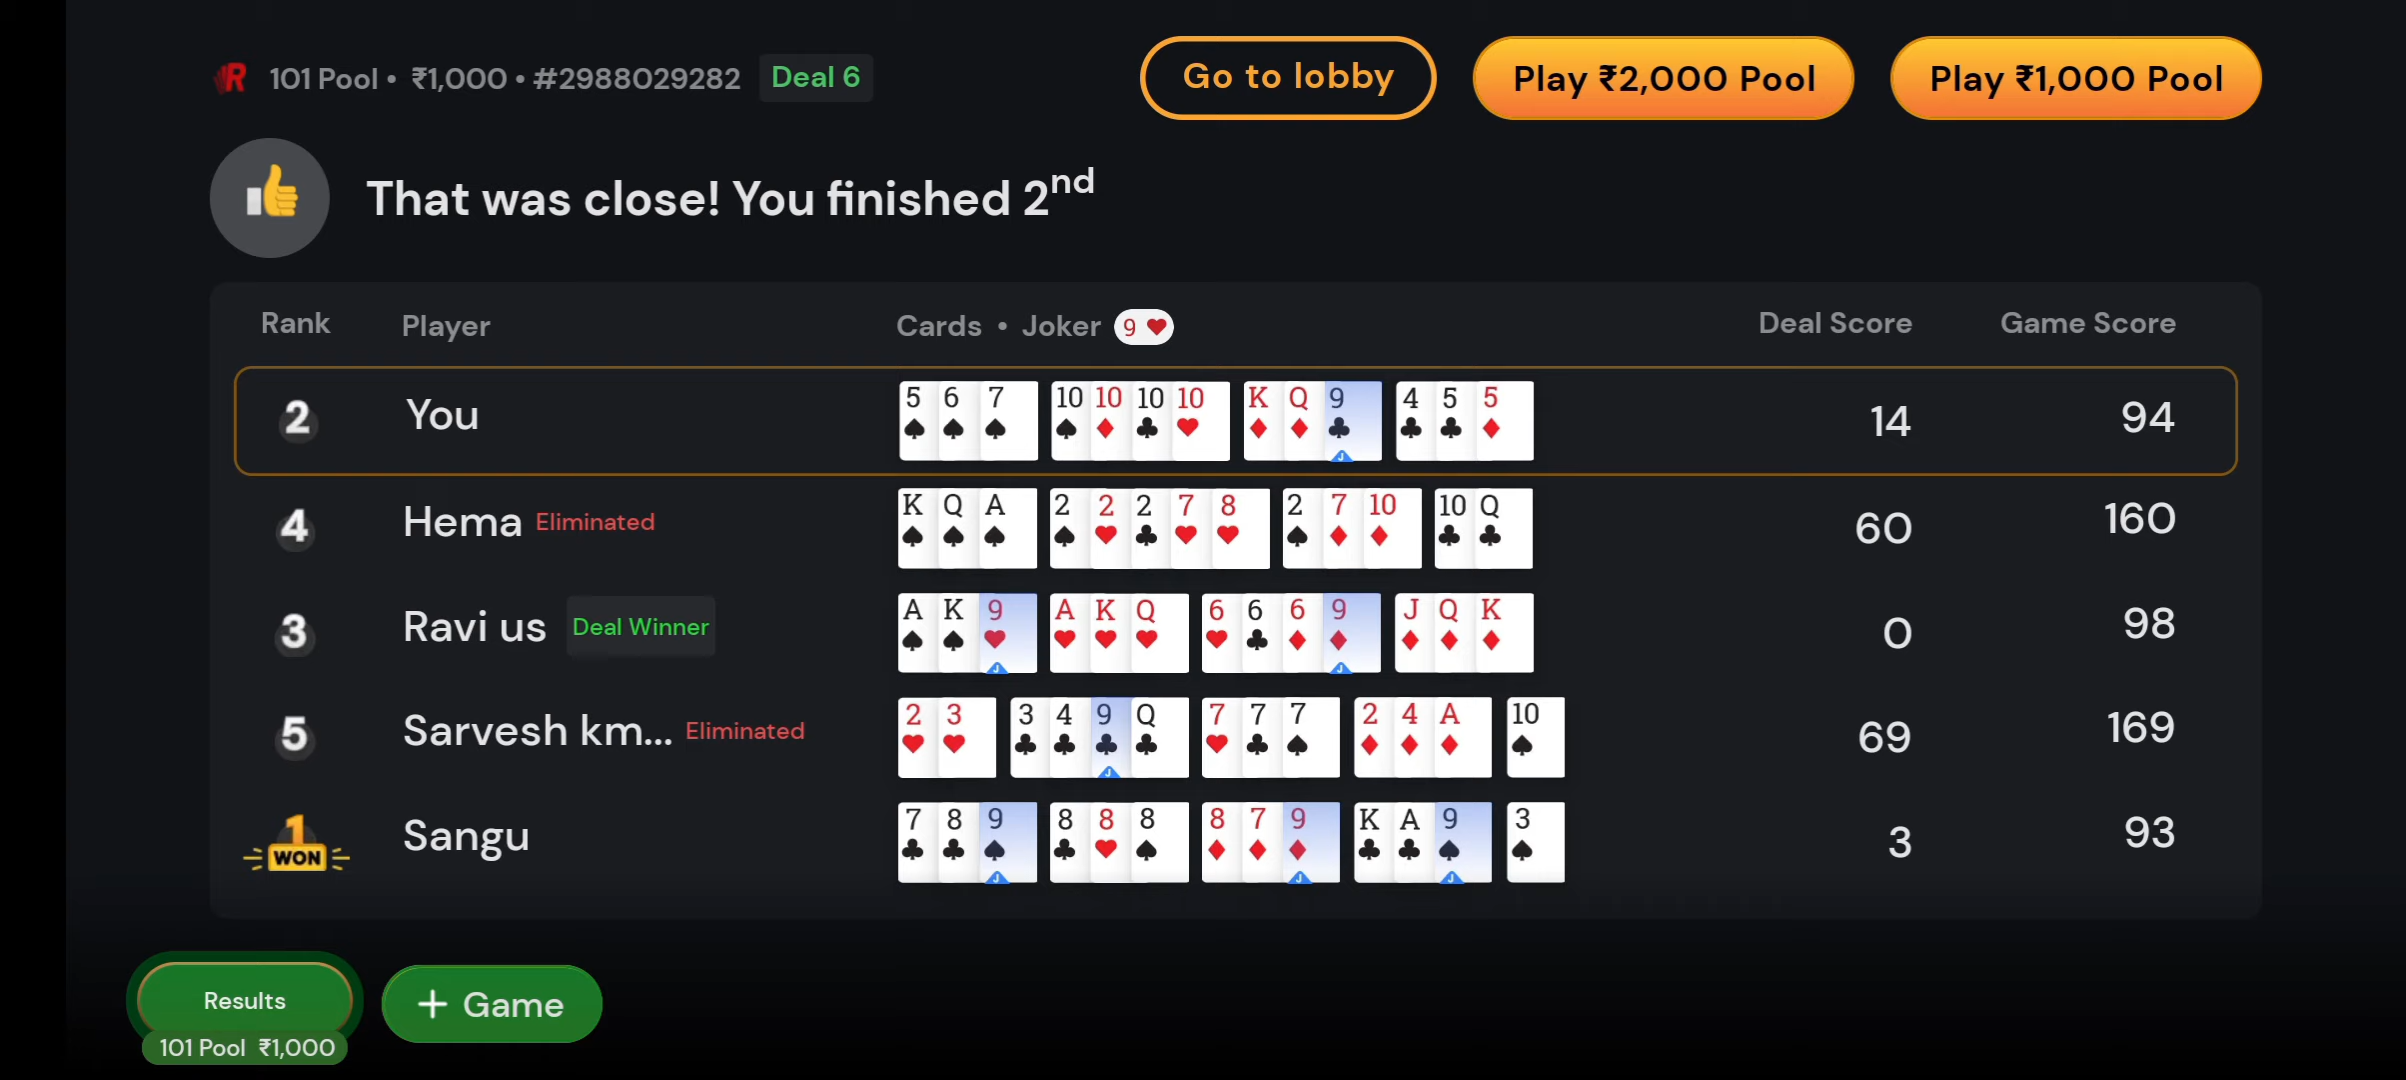 101 Pool • ₹1,000 • #2988029282 Deal 6
Go to lobby
Play ₹2,000 Pool
Play ₹1,000 Pool
That was close! You finished 2nd
Rank Player Cards • Joker 9♥ Deal Score Game Score
2 You 5♠ 6♠ 7♠ 10♠ 10♦ 10♣ 10♥ K♦ Q♦ 9♣ J 4♣ 5♣ 5♦ 14 94
4 Hema Eliminated K♠ Q♠ A♠ 2♠ 2♥ 2♣ 7♥ 8♥ 2♠ 7♦ 10♦ 10♣ Q♣ 60 160
3 Ravi us Deal Winner A♠ K♠ 9♥ J A♥ K♥ Q♥ 6♥ 6♣ 6♦ 9♦ J J♦ Q♦ K♦ 0 98
5 Sarvesh km... Eliminated 2♥ 3♥ 3♣ 4♣ 9♣ J Q♣ 7♥ 7♣ 7♠ 2♦ 4♦ A♦ 10♠ 69 169
1 WON Sangu 7♣ 8♣ 9♠ J 8♣ 8♥ 8♠ 8♦ 7♦ 9♦ J K♣ A♣ 9♠ J 3♠ 3 93
Results
101 Pool ₹1,000
+ Game